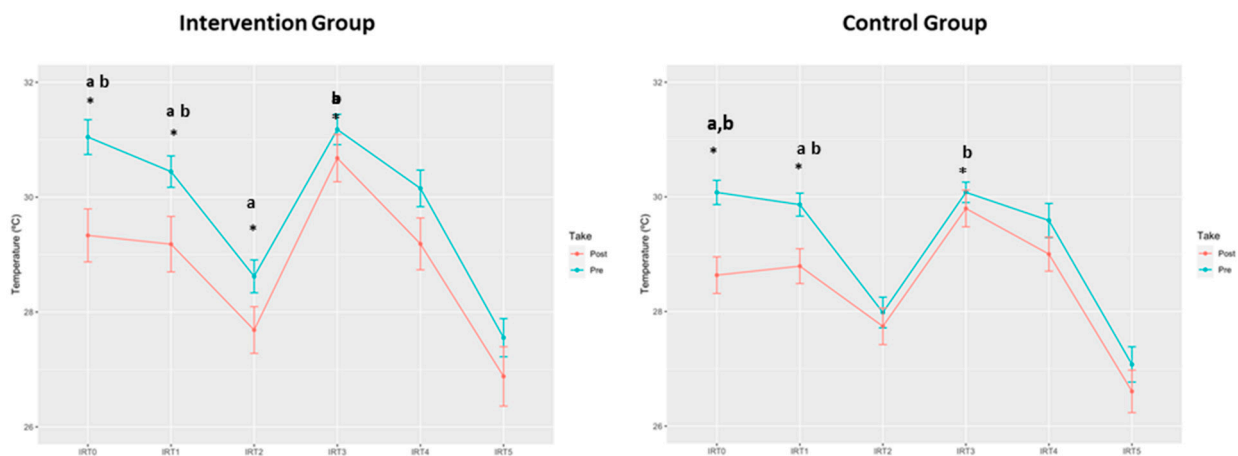 Intervention Group
Control Group
32
30
28
26
Temperature (°C)
a b
*
a b
*
a
*
b
*
IRT0
IRT1
IRT2
IRT3
IRT4
IRT5
Take
Post
Pre
32
30
28
26
Temperature (°C)
a,b
*
a b
*
b
*
IRT0
IRT1
IRT2
IRT3
IRT4
IRT5
Take
Post
Pre